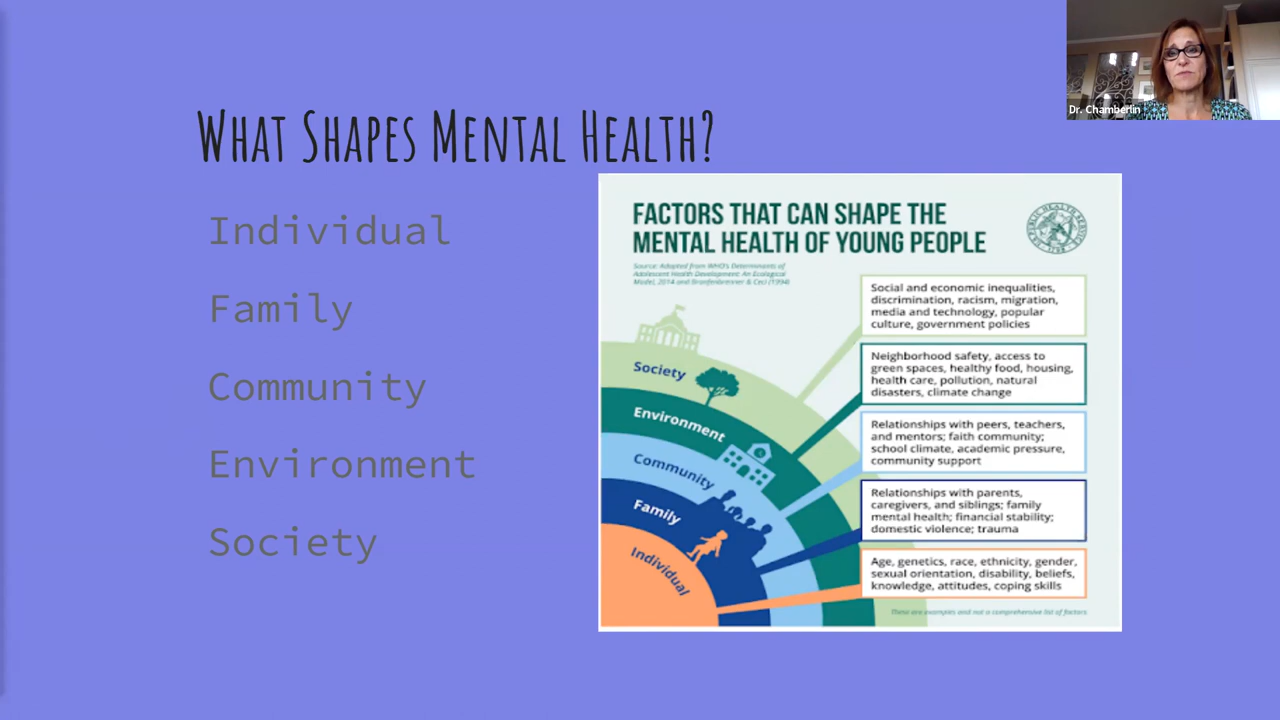 Dr. Chamberlin
What Shapes Mental Health?
Individual
Family
Community
Environment
Society
FACTORS THAT CAN SHAPE THE
MENTAL HEALTH OF YOUNG PEOPLE
Source: Adapted from WHO's Determinants of
Adolescent Health Development: An Ecological
Model, 2014 and Bronfenbrenner & Ceci (1994)
Society
Environment
Community
Family
Individual
Social and economic inequalities,
discrimination, racism, migration,
media and technology, popular
culture, government policies
Neighborhood safety, access to
green spaces, healthy food, housing,
health care, pollution, natural
disasters, climate change
Relationships with peers, teachers,
and mentors; faith community;
school climate, academic pressure,
community support
Relationships with parents,
caregivers, and siblings; family
mental health; financial stability;
domestic violence; trauma
Age, genetics, race, ethnicity, gender,
sexual orientation, disability, beliefs,
knowledge, attitudes, coping skills
These are examples and not a comprehensive list of factors